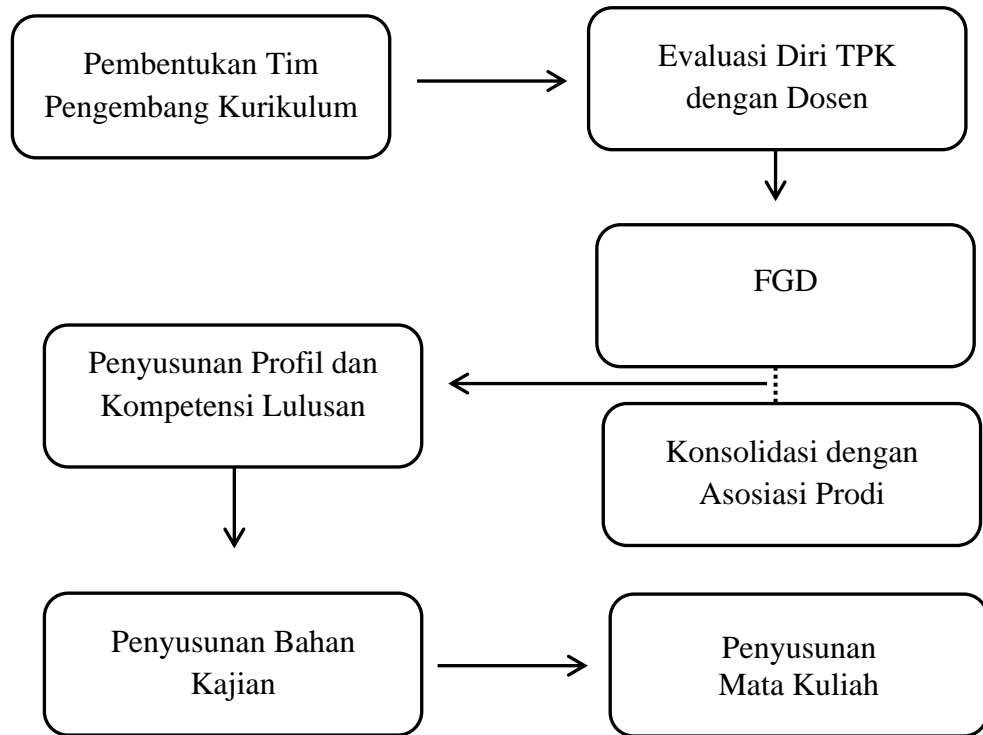 Pembentukan Tim
Pengembang Kurikulum
Evaluasi Diri TPK
dengan Dosen
FGD
Penyusunan Profil dan
Kompetensi Lulusan
Konsolidasi dengan
Asosiasi Prodi
Penyusunan Bahan
Kajian
Penyusunan
Mata Kuliah